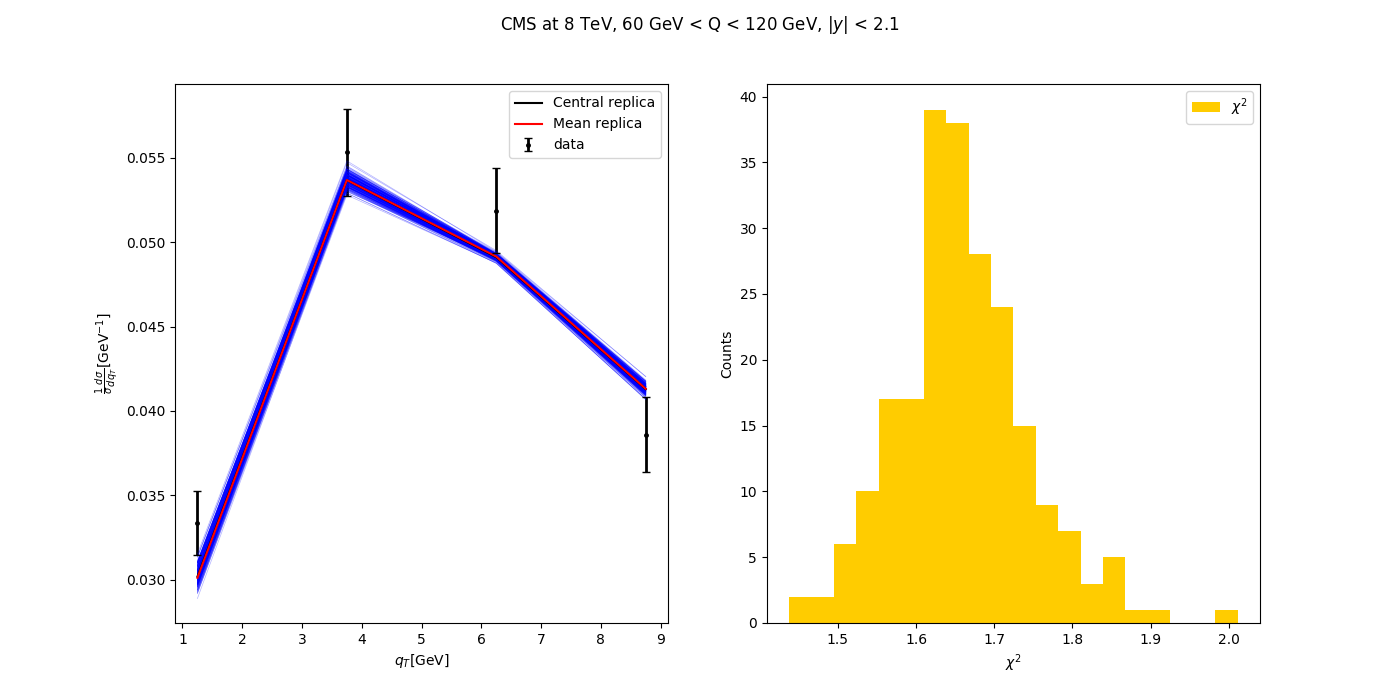 CMS at 8 TeV, 60 GeV < Q < 120 GeV, |y| < 2.1
Central replica
Mean replica
data
0.055
0.050
0.045
0.040
0.035
0.030
1/σ dσ/dq_T [GeV⁻¹]
1 2 3 4 5 6 7 8 9
q_T[GeV]
χ²
40
35
30
25
20
15
10
5
0
Counts
1.5 1.6 1.7 1.8 1.9 2.0
χ²